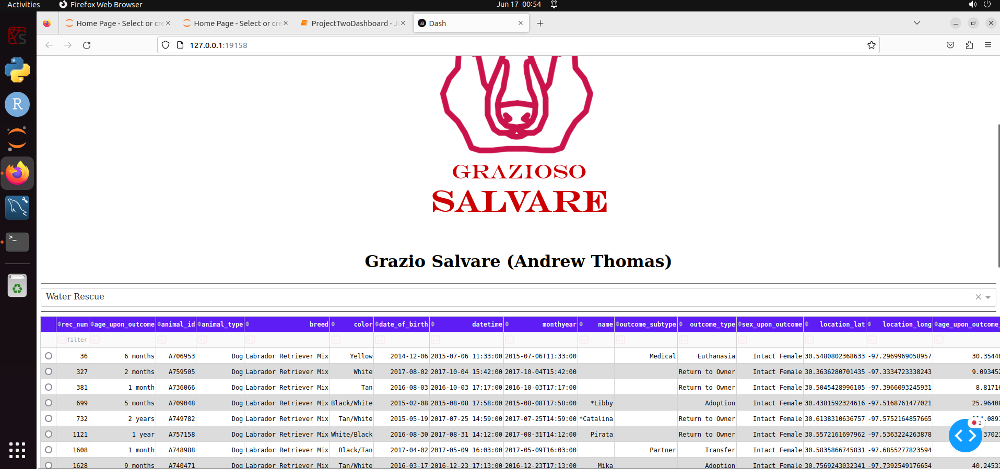 Activities Firefox Web Browser Jun 17 00:54
Home Page - Select or cre Home Page - Select or cre ProjectTwoDashboard - J Dash
127.0.0.1:19158
GRAZIOSO
SALVARE
Grazio Salvare (Andrew Thomas)
Water Rescue
rec_num age_upon_outcome animal_id animal_type breed color date_of_birth datetime monthyear name outcome_subtype outcome_type sex_upon_outcome location_lat location_long age_upon_outcome_
filter
36 6 months A706953 Dog Labrador Retriever Mix Yellow 2014-12-06 2015-07-06 11:33:00 2015-07-06T11:33:00 Medical Euthanasia Intact Female 30.5480802368633 -97.2969969058957 30.35446
327 2 months A759505 Dog Labrador Retriever Mix White 2017-08-02 2017-10-04 15:42:00 2017-10-04T15:42:00 Return to Owner Intact Female 30.3636280701435 -97.3334723338243 9.093452
381 1 month A736066 Dog Labrador Retriever Mix Tan 2016-08-03 2016-10-03 17:17:00 2016-10-03T17:17:00 Return to Owner Intact Female 30.5045428996105 -97.3966093245931 8.81716
699 5 months A709048 Dog Labrador Retriever Mix Black/White 2015-02-08 2015-08-08 17:58:00 2015-08-08T17:58:00 *Libby Adoption Intact Female 30.4381592324616 -97.5168761477021 25.96408
732 2 years A749782 Dog Labrador Retriever Mix Tan/White 2015-05-19 2017-07-25 14:59:00 2017-07-25T14:59:00 *Catalina Return to Owner Intact Female 30.6138310636757 -97.5752164857665 2
1121 1 year A757158 Dog Labrador Retriever Mix White/Black 2016-08-30 2017-08-31 14:12:00 2017-08-31T14:12:00 Pirata Return to Owner Intact Female 30.5572161697962 -97.5363224263878 37023
1608 1 month A748988 Dog Labrador Retriever Mix Black/Tan 2017-04-02 2017-05-09 16:03:00 2017-05-09T16:03:00 Partner Transfer Intact Female 30.5835866745831 -97.6855277823594
1628 9 months A740471 Dog Labrador Retriever Mix Tan/White 2016-03-17 2016-12-23 17:13:00 2016-12-23T17:13:00 Mika Adoption Intact Female 30.7569243032341 -97.7392549176654 40.24533